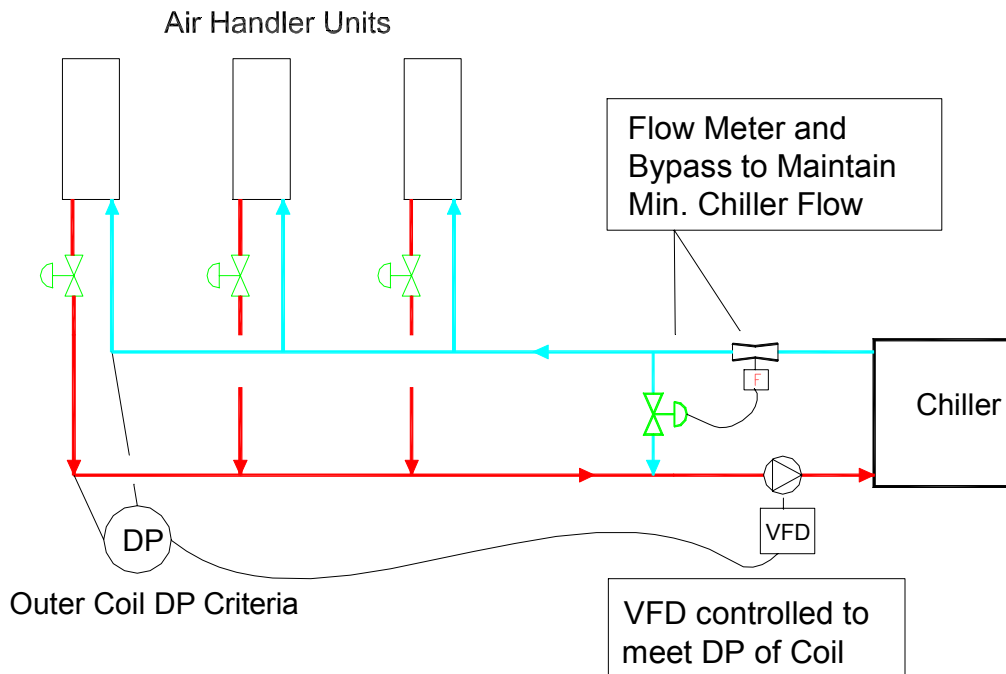 Air Handler Units
Flow Meter and
Bypass to Maintain
Min. Chiller Flow
F
Chiller
DP
VFD
Outer Coil DP Criteria
VFD controlled to
meet DP of Coil